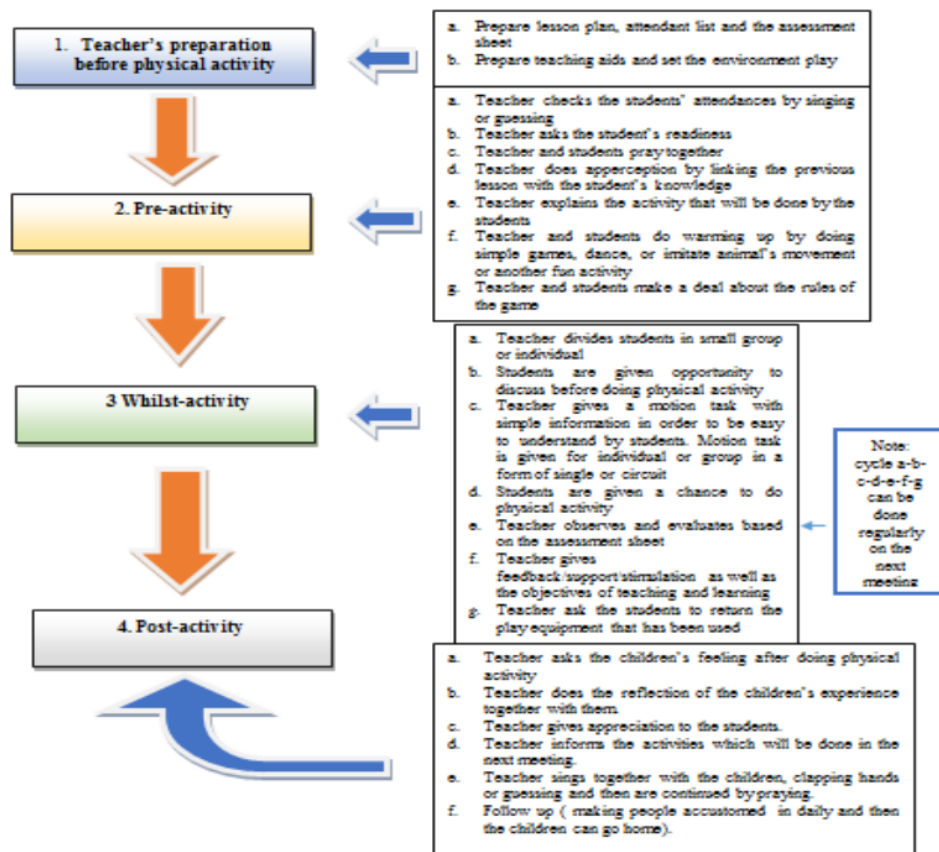 1. Teacher's preparation
before physical activity
a. Prepare lesson plan, attendant list and the assessment
sheet
b. Prepare teaching aids and set the environment play
2. Pre-activity
a. Teacher checks the students' attendances by singing
or guessing
b. Teacher asks the student's readiness
c. Teacher and students pray together
d. Teacher does apperception by linking the previous
lesson with the student's knowledge
e. Teacher explains the activity that will be done by the
students
f. Teacher and students do warming up by doing
simple games, dance, or imitate animal's movement
or another fun activity
g. Teacher and students make a deal about the rules of
the game
3 Whilst-activity
a. Teacher divides students in small group
or individual
b. Students are given opportunity to
discuss before doing physical activity
c. Teacher gives a motion task with
simple information in order to be easy
to understand by students. Motion task
is given for individual or group in a
form of single or circuit
d. Students are given a chance to do
physical activity
e. Teacher observes and evaluates based
on the assessment sheet
f. Teacher gives
feedback/support/stimulation as well as
the objectives of teaching and learning
g. Teacher ask the students to return the
play equipment that has been used
Note:
cycle a-b-
c-d-e-f-g
can be
done
regularly
on the
next
meeting
4. Post-activity
a. Teacher asks the children's feeling after doing physical
activity
b. Teacher does the reflection of the children's experience
together with them.
c. Teacher gives appreciation to the students.
d. Teacher informs the activities which will be done in the
next meeting.
e. Teacher sings together with the children, clapping hands
or guessing and then are continued by praying.
f. Follow up ( making people accustomed in daily and then
the children can go home).